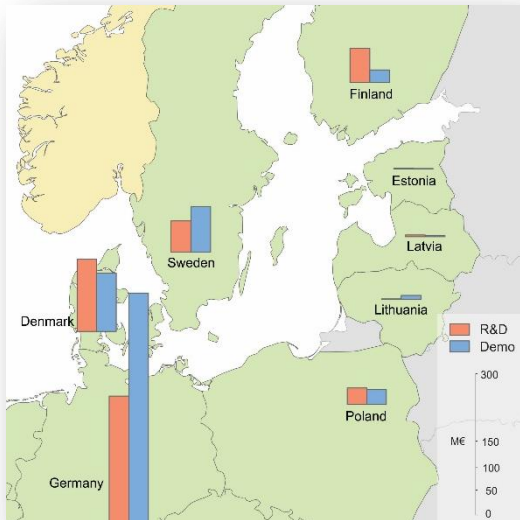 Finland
Estonia
Latvia
Sweden
Lithuania
Denmark
R&D
Demo
300
Poland
M€
150
100
Germany
50
0